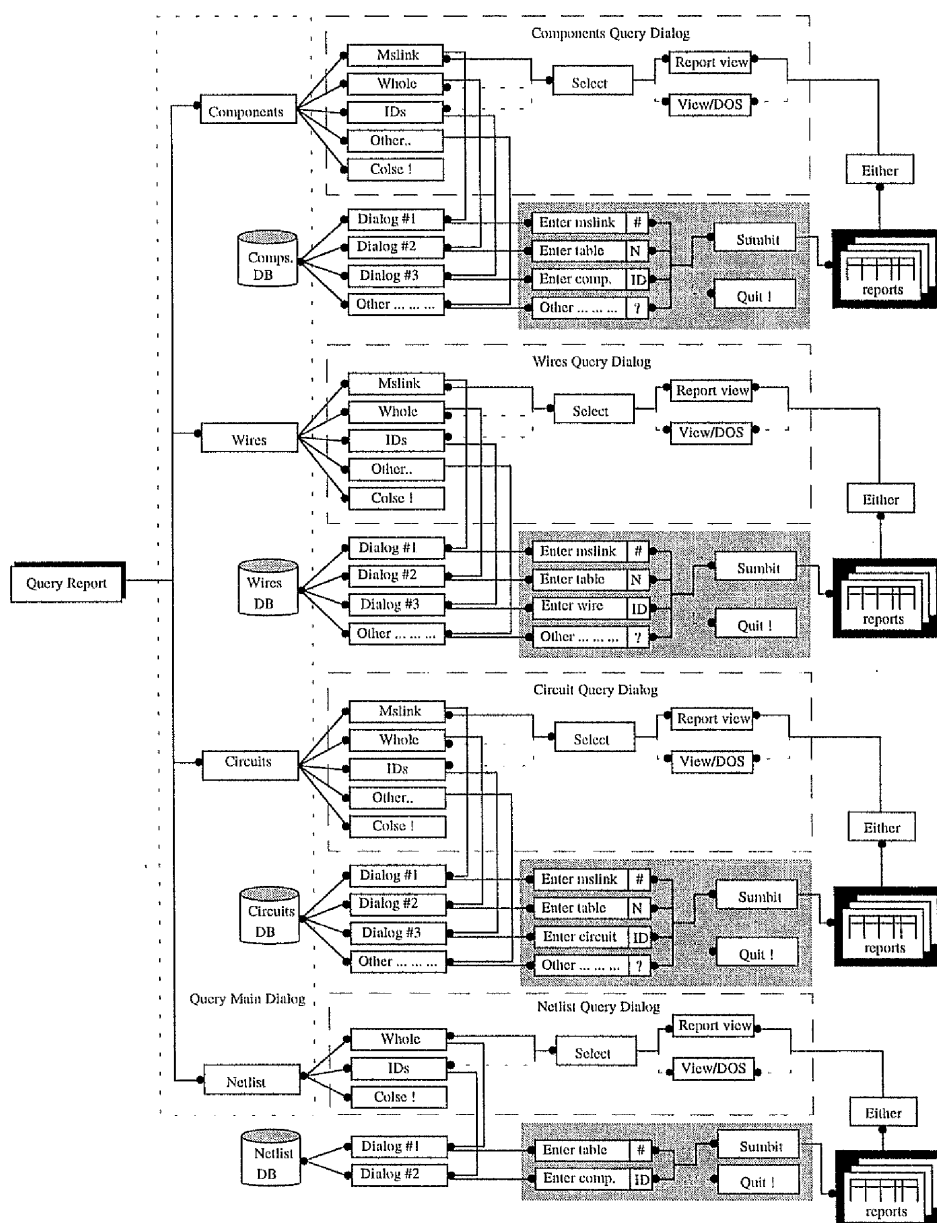 Query Report
Query Main Dialog
Components Query Dialog
Components
Mslink
Whole
IDs
Other..
Colse !
Select
Report view
View/DOS
Either
Comps.
DB
Dialog #1
Dialog #2
Dialog #3
Other ... ... ...
Enter mslink #
Enter table N
Enter comp. ID
Other ... ... ... ?
Sumbit
Quit !
reports
Wires Query Dialog
Wires
Mslink
Whole
IDs
Other..
Colse !
Select
Report view
View/DOS
Either
Wires
DB
Dialog #1
Dialog #2
Dialog #3
Other ... ... ...
Enter mslink #
Enter table N
Enter wire ID
Other ... ... ... ?
Sumbit
Quit !
reports
Circuit Query Dialog
Circuits
Mslink
Whole
IDs
Other..
Colse !
Select
Report view
View/DOS
Either
Circuits
DB
Dialog #1
Dialog #2
Dialog #3
Other ... ... ...
Enter mslink #
Enter table N
Enter circuit ID
Other ... ... ... ?
Sumbit
Quit !
reports
Netlist Query Dialog
Netlist
Whole
IDs
Colse !
Select
Report view
View/DOS
Either
Netlist
DB
Dialog #1
Dialog #2
Enter table #
Enter comp. ID
Sumbit
Quit !
reports